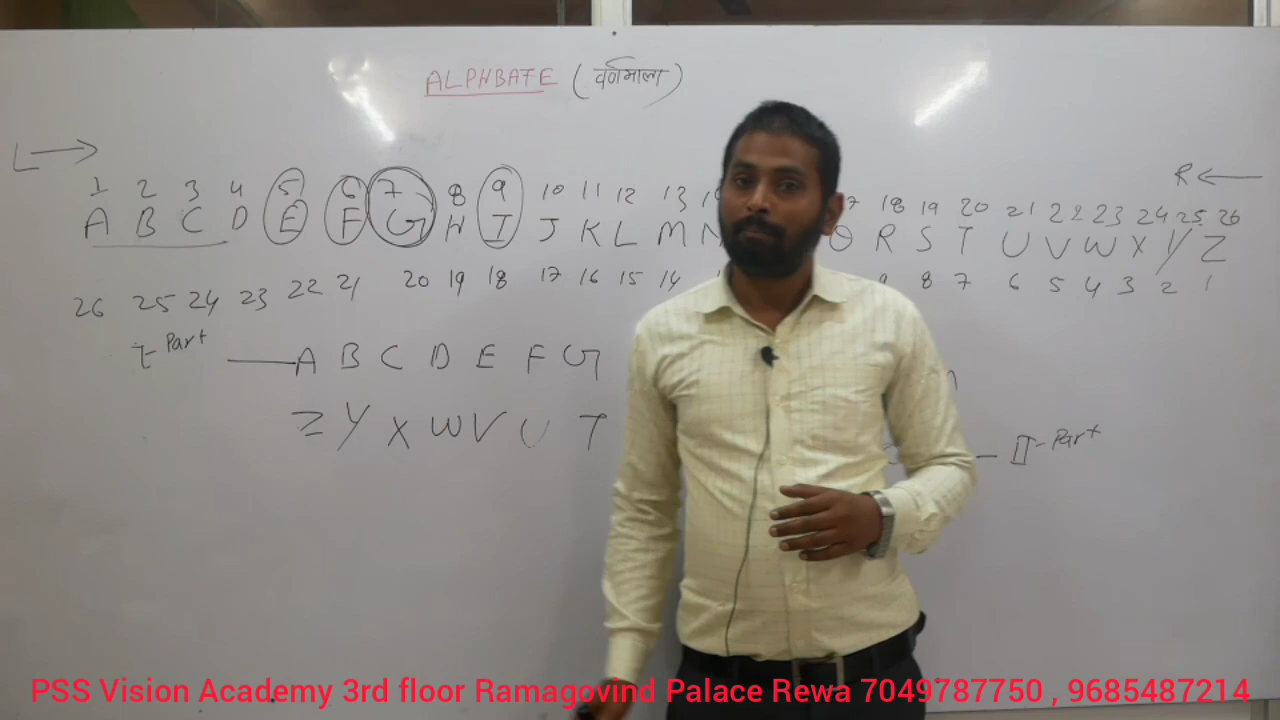 ALPHBATE (वर्णमाला)
L → R ←
1 2 3 4 5 6 7 8 9 10 11 12 13 18 19 20 21 22 23 24 25 26
A B C D E F G H I J K L M N Q R S T U V W X Y Z
26 25 24 23 22 21 20 19 18 17 16 15 14 9 8 7 6 5 4 3 2 1
I - Part — A B C D E F G
Z Y X W V U T — II - Part
PSS Vision Academy 3rd floor Ramagovind Palace Rewa 7049787750 , 9685487214